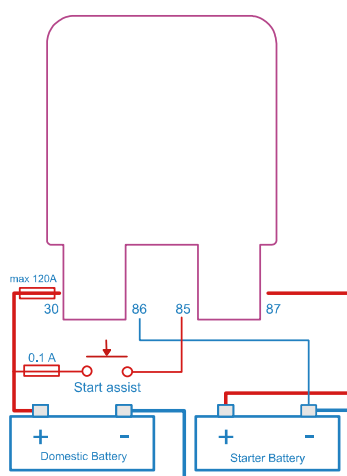 max 120A
30 86 85 87
0.1 A
Start assist
+ - + -
Domestic Battery Starter Battery